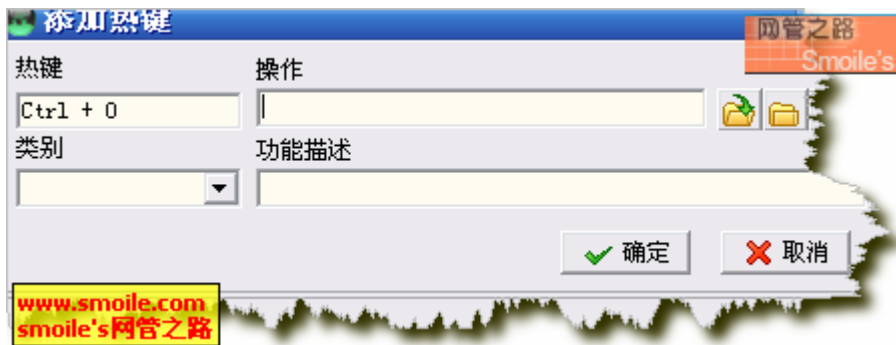 添加热键
网管之路
Smoile's
热键
操作
Ctrl + O
类别
功能描述
确定
取消
www.smoile.com
smoile's网管之路